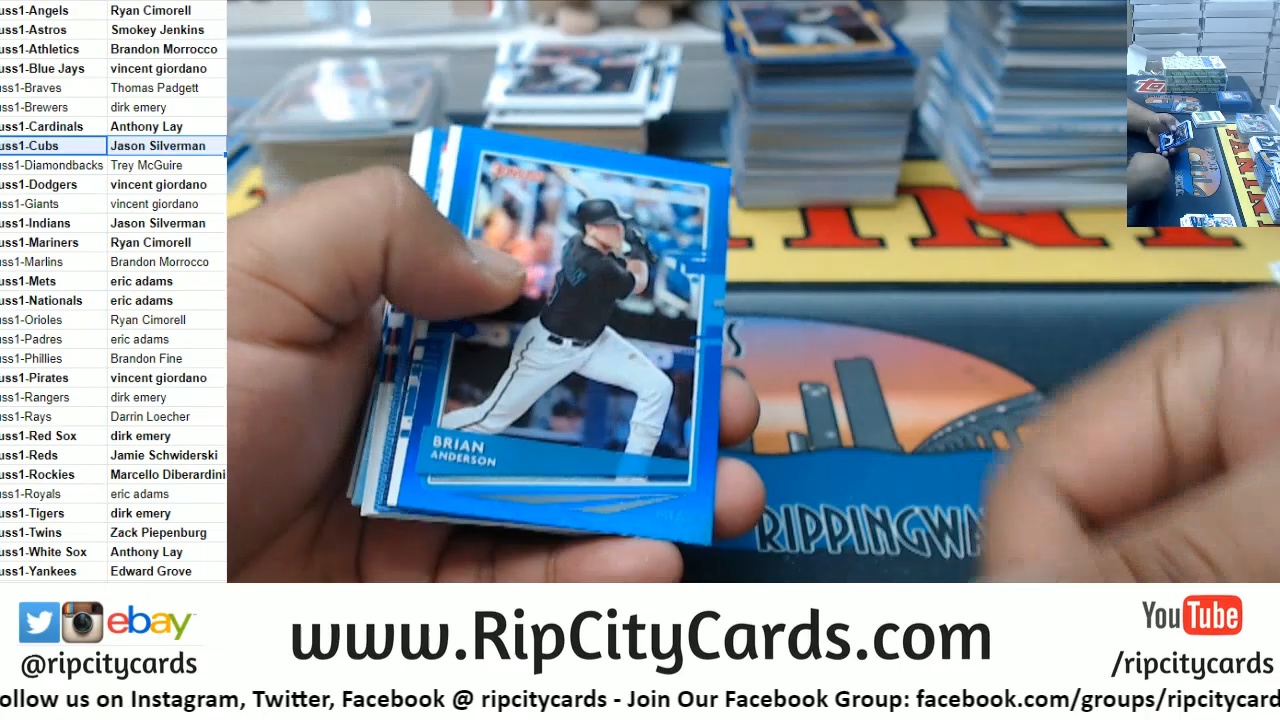 uss1-Angels Ryan Cimorell
uss1-Astros Smokey Jenkins
uss1-Athletics Brandon Morrocco
uss1-Blue Jays vincent giordano
uss1-Braves Thomas Padgett
uss1-Brewers dirk emery
uss1-Cardinals Anthony Lay
uss1-Cubs Jason Silverman
uss1-Diamondbacks Trey McGuire
uss1-Dodgers vincent giordano
uss1-Giants vincent giordano
uss1-Indians Jason Silverman
uss1-Mariners Ryan Cimorell
uss1-Marlins Brandon Morrocco
uss1-Mets eric adams
uss1-Nationals eric adams
uss1-Orioles Ryan Cimorell
uss1-Padres eric adams
uss1-Phillies Brandon Fine
uss1-Pirates vincent giordano
uss1-Rangers dirk emery
uss1-Rays Darrin Loecher
uss1-Red Sox dirk emery
uss1-Reds Jamie Schwiderski
uss1-Rockies Marcello Diberardini
uss1-Royals eric adams
uss1-Tigers dirk emery
uss1-Twins Zack Piepenburg
uss1-White Sox Anthony Lay
uss1-Yankees Edward Grove
BRIAN
ANDERSON
RIPPINGWA
ebay
@ripcitycards
www.RipCityCards.com
YouTube
/ripcitycards
ollow us on Instagram, Twitter, Facebook @ ripcitycards - Join Our Facebook Group: facebook.com/groups/ripcitycard